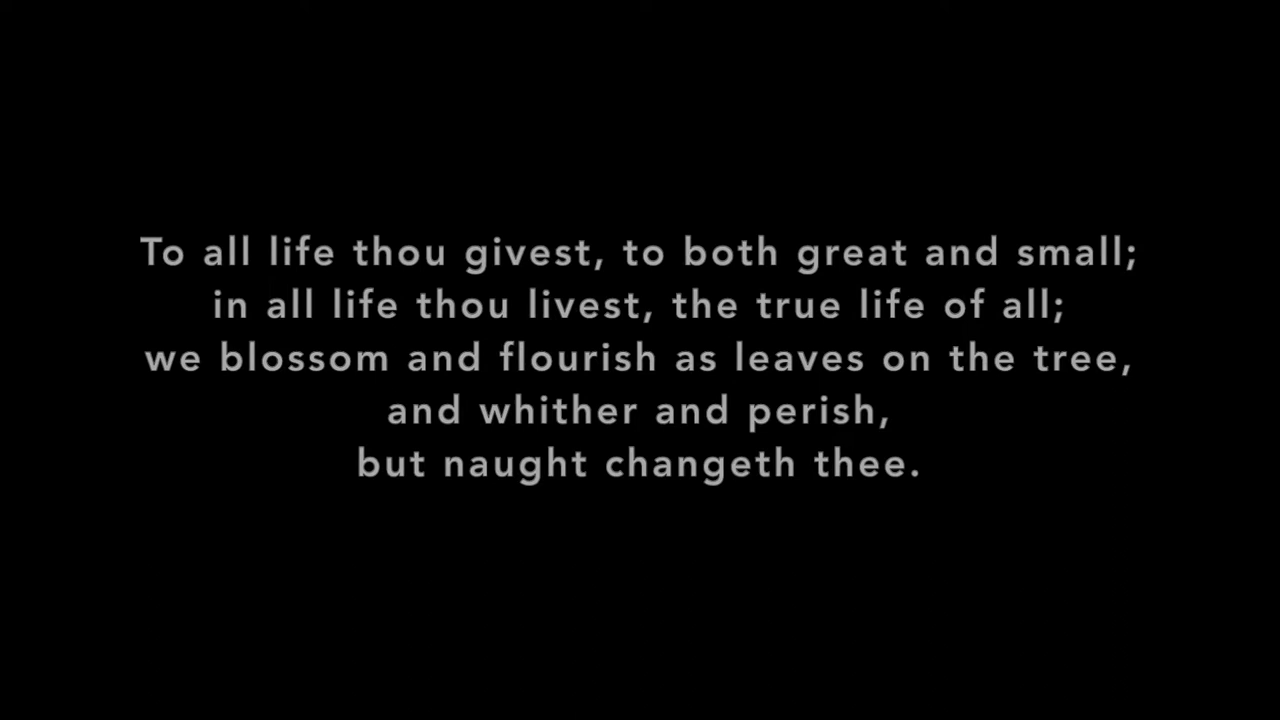 To all life thou givest, to both great and small;
in all life thou livest, the true life of all;
we blossom and flourish as leaves on the tree,
and whither and perish,
but naught changeth thee.